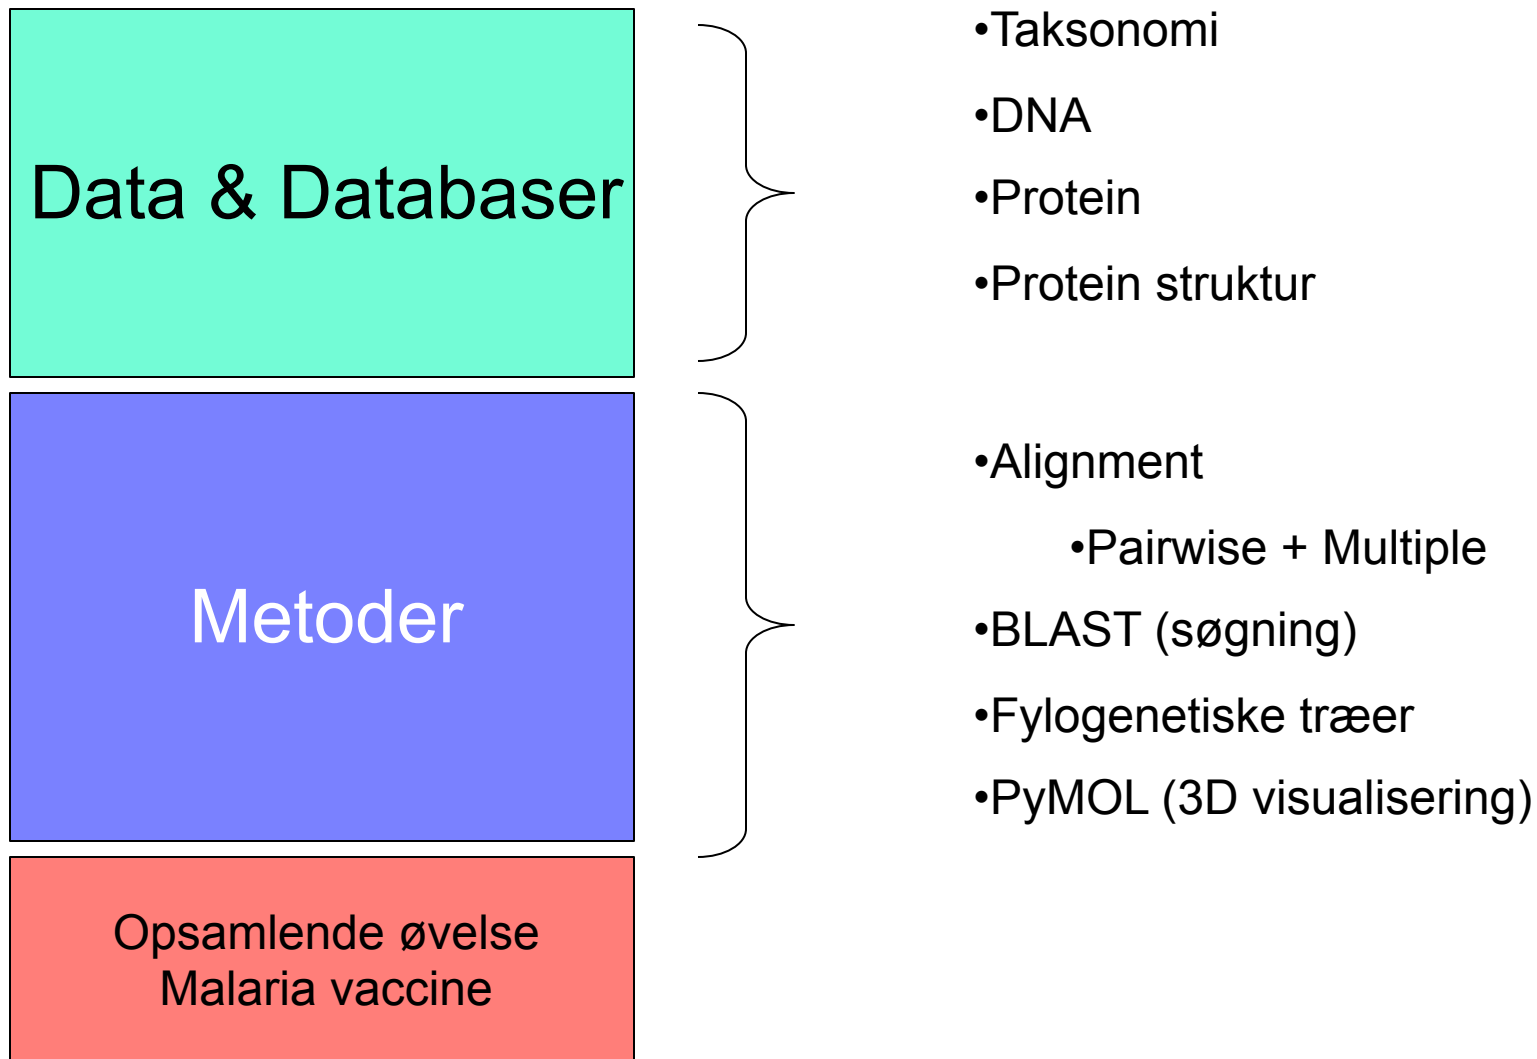 Data & Databaser
•Taksonomi
•DNA
•Protein
•Protein struktur
Metoder
•Alignment
•Pairwise + Multiple
•BLAST (søgning)
•Fylogenetiske træer
•PyMOL (3D visualisering)
Opsamlende øvelse
Malaria vaccine